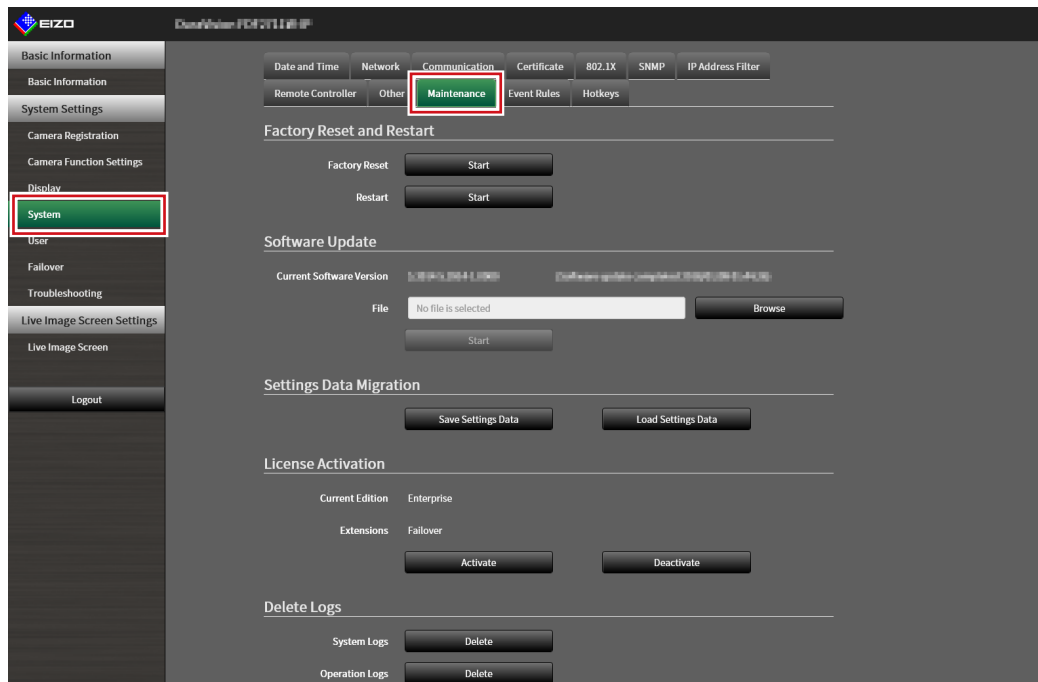 EIZO
Basic Information
Basic Information
System Settings
Camera Registration
Camera Function Settings
Display
System
User
Failover
Troubleshooting
Live Image Screen Settings
Live Image Screen
Logout
Date and Time Network Communication Certificate 802.1X SNMP IP Address Filter
Remote Controller Other Maintenance Event Rules Hotkeys
Factory Reset and Restart
Factory Reset Start
Restart Start
Software Update
Current Software Version
File No file is selected Browse
Start
Settings Data Migration
Save Settings Data Load Settings Data
License Activation
Current Edition Enterprise
Extensions Failover
Activate Deactivate
Delete Logs
System Logs Delete
Operation Logs Delete